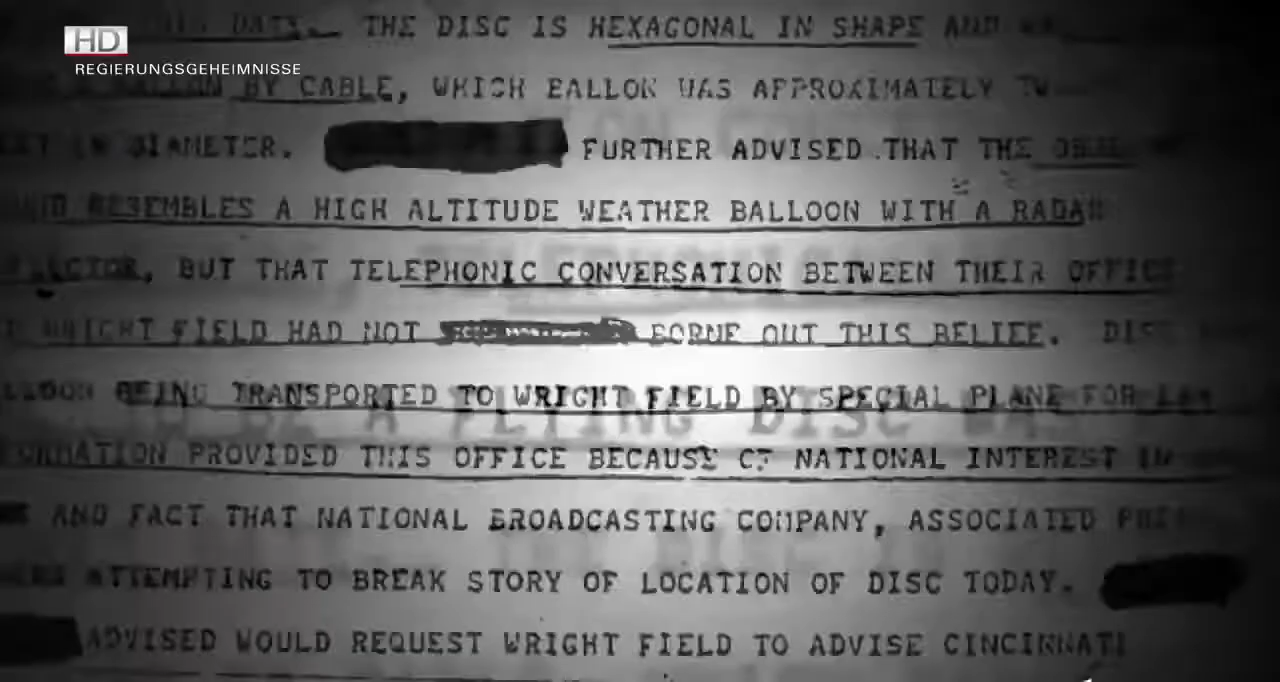 HD
REGIERUNGSGEHEIMNISSE
DATE. THE DISC IS HEXAGONAL IN SHAPE AND
BY CABLE, WHICH BALLON WAS APPROXIMATELY
IN DIAMETER. FURTHER ADVISED THAT THE
RESEMBLES A HIGH ALTITUDE WEATHER BALLOON WITH A RADAR
BUT THAT TELEPHONIC CONVERSATION BETWEEN THEIR OFFICE
WRIGHT FIELD HAD NOT BORNE OUT THIS BELIEF.
BEING TRANSPORTED TO WRIGHT FIELD BY SPECIAL PLANE FOR
PROVIDED THIS OFFICE BECAUSE OF NATIONAL INTEREST IN
AND FACT THAT NATIONAL BROADCASTING COMPANY, ASSOCIATED
ATTEMPTING TO BREAK STORY OF LOCATION OF DISC TODAY.
ADVISED WOULD REQUEST WRIGHT FIELD TO ADVISE CINCINNATI